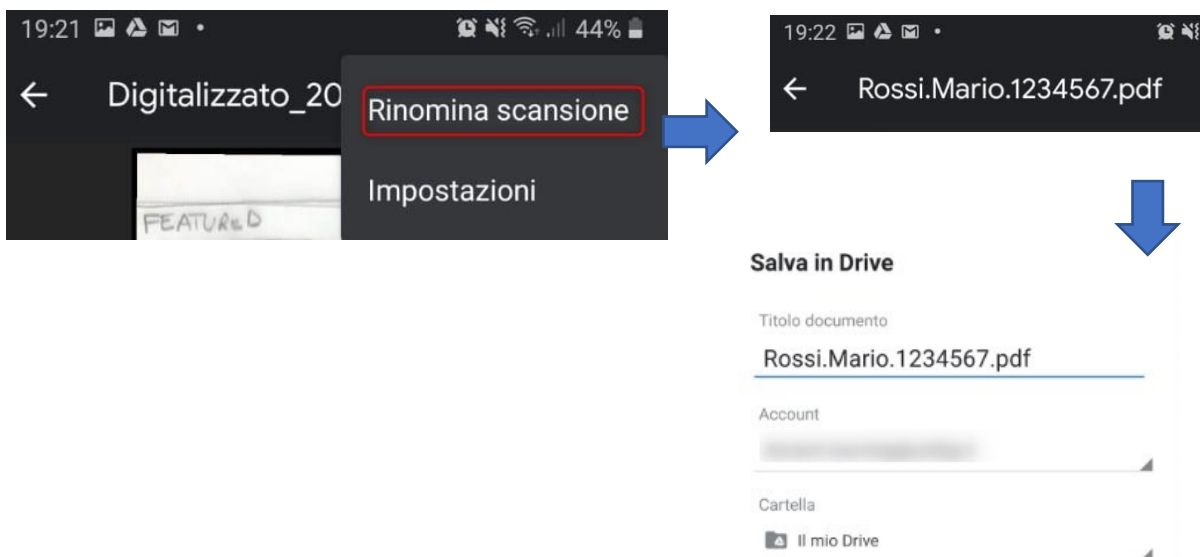 19:21
44%
Digitalizzato_20
Rinomina scansione
Impostazioni
FEATURED
19:22
Rossi.Mario.1234567.pdf
Salva in Drive
Titolo documento
Rossi.Mario.1234567.pdf
Account
Cartella
Il mio Drive